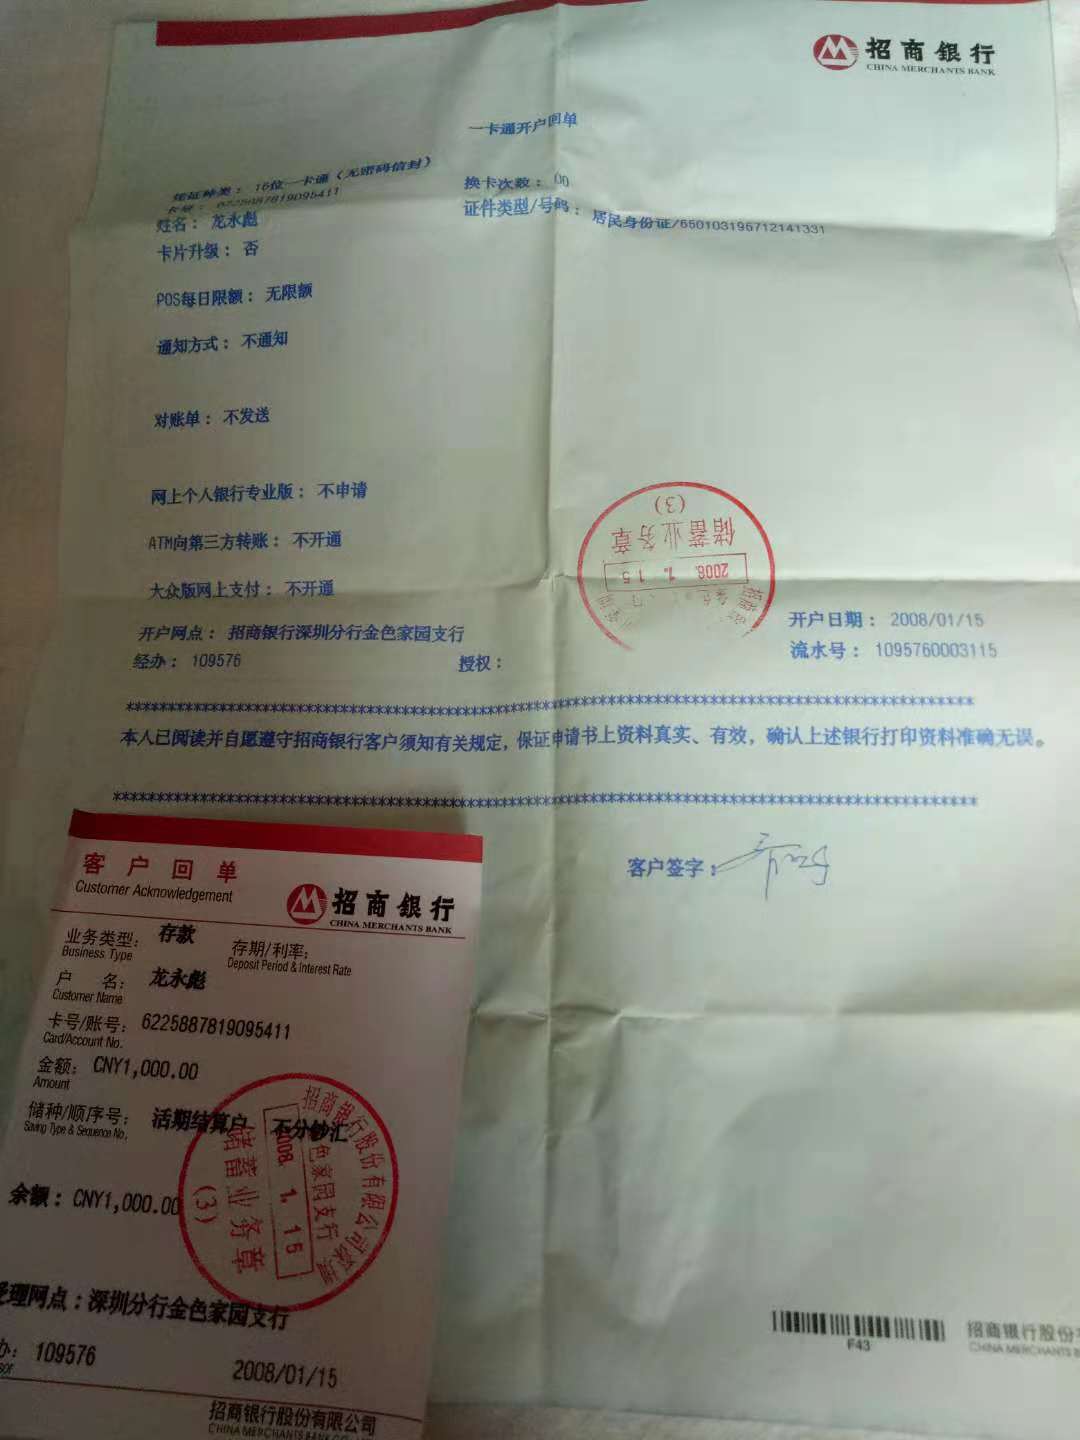 招商银行
CHINA MERCHANTS BANK
一卡通开户回单
凭证种类： 16位一卡通（无密码信封）
卡号： 6225887819095411
换卡次数： 00
姓名： 龙永彪
证件类型/号码： 居民身份证/650103196712141331
卡片升级： 否
POS每日限额： 无限额
通知方式： 不通知
对账单： 不发送
网上个人银行专业版： 不申请
ATM向第三方转账： 不开通
大众版网上支付： 不开通
储蓄业务章
(3)
2008. 1. 15
开户网点： 招商银行深圳分行金色家园支行
开户日期： 2008/01/15
经办： 109576
授权：
流水号： 1095760003115
本人已阅读并自愿遵守招商银行客户须知有关规定，保证申请书上资料真实、有效，确认上述银行打印资料准确无误。
客户签字：
客户回单
Customer Acknowledgement
招商银行
CHINA MERCHANTS BANK
业务类型： 存款
Business Type
存期/利率：
Deposit Period & Interest Rate
户 名： 龙永彪
Customer Name
卡号/账号： 6225887819095411
Card/Account No.
金额： CNY1,000.00
Amount
储种/顺序号： 活期结算户 不分钞汇
Saving Type & Sequence No.
余额： CNY1,000.00
招商银行股份有限公司深圳
金色家园支行
2008. 1. 15
储蓄业务章
(3)
受理网点：深圳分行金色家园支行
办： 109576
2008/01/15
招商银行股份有限公司
CHINA MERCHANTS BANK
F43
招商银行股份
CHINA MERCHANTS B